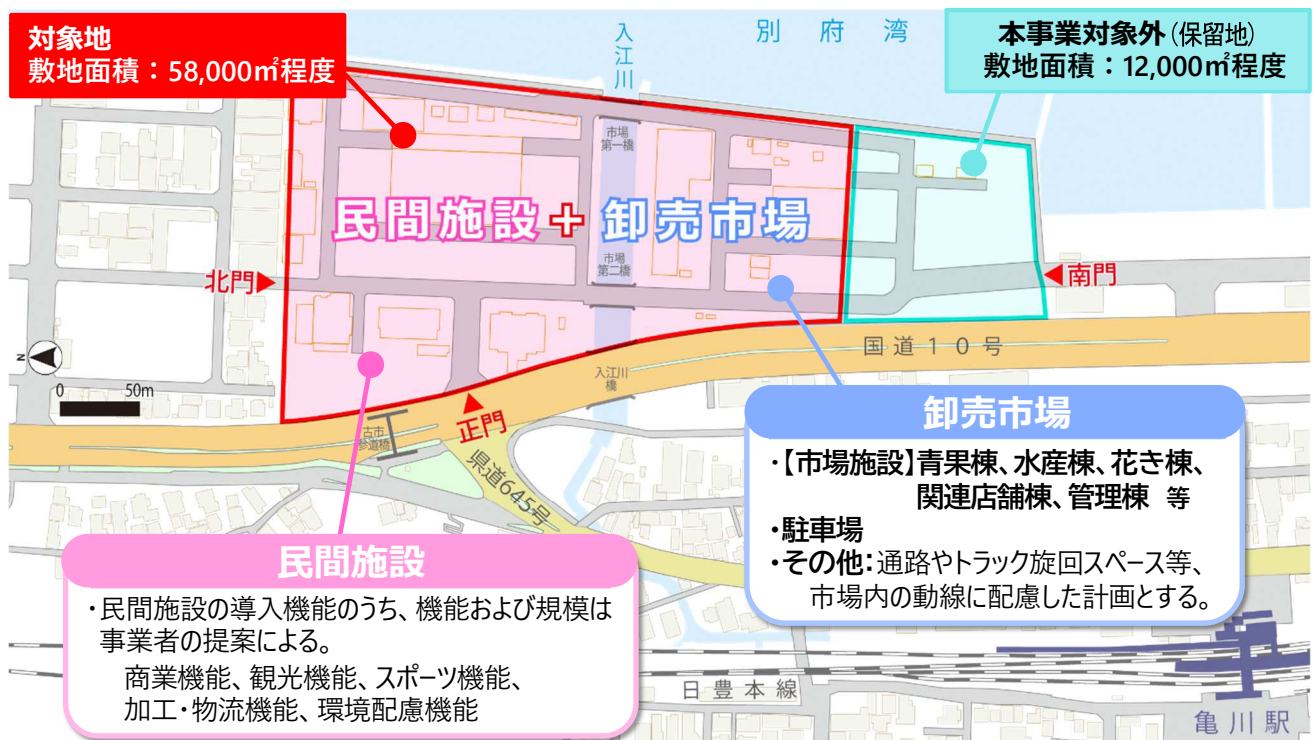 対象地
敷地面積：58,000㎡程度
入江川
別府湾
本事業対象外（保留地）
敷地面積：12,000㎡程度
市場
第一橋
民間施設+卸売市場
市場
第二橋
北門
南門
国道10号
N
0 50m
入江川
橋
正門
古市
参道橋
県道645号
卸売市場
・【市場施設】青果棟、水産棟、花き棟、
関連店舗棟、管理棟 等
・駐車場
・その他：通路やトラック旋回スペース等、
市場内の動線に配慮した計画とする。
民間施設
・民間施設の導入機能のうち、機能および規模は
事業者の提案による。
商業機能、観光機能、スポーツ機能、
加工・物流機能、環境配慮機能
日豊本線
亀川駅